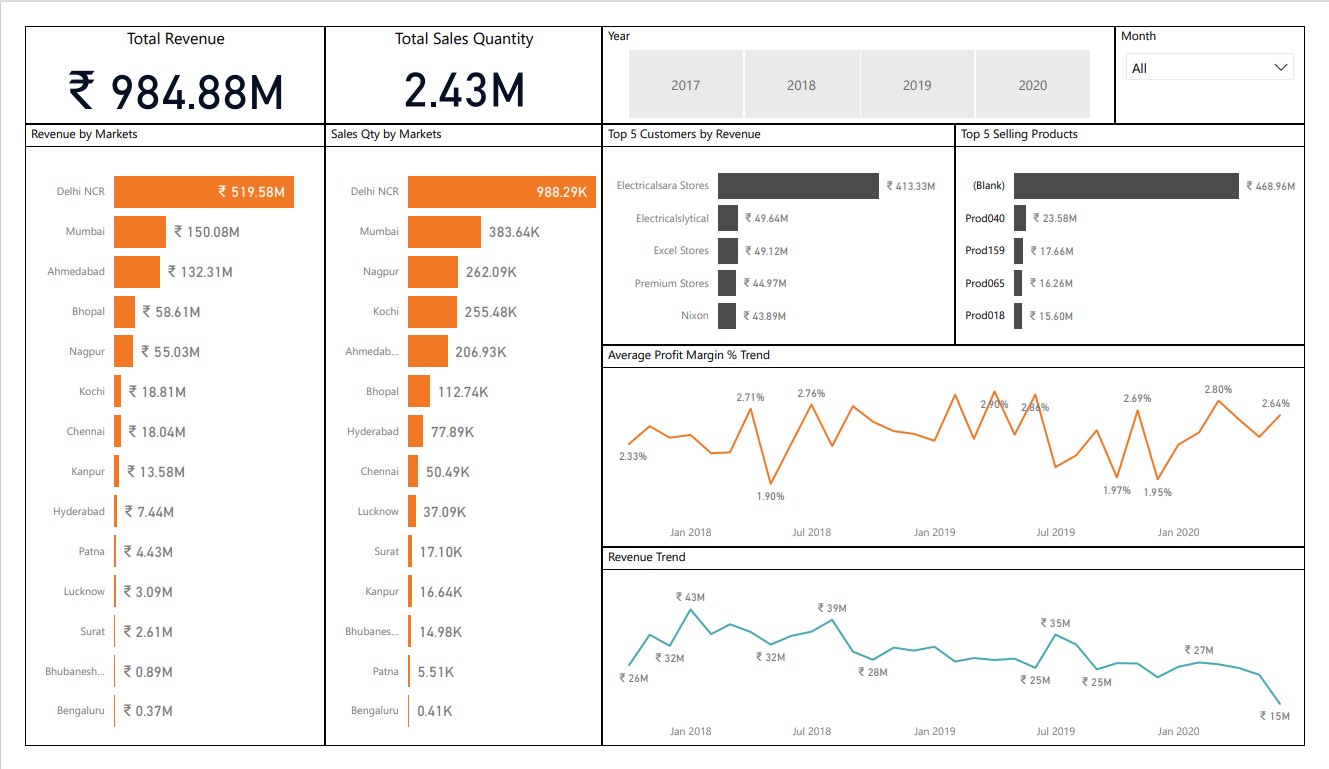 Total Revenue
₹ 984.88M
Total Sales Quantity
2.43M
Year
2017 2018 2019 2020
Month
All
Revenue by Markets
Delhi NCR ₹ 519.58M
Mumbai ₹ 150.08M
Ahmedabad ₹ 132.31M
Bhopal ₹ 58.61M
Nagpur ₹ 55.03M
Kochi ₹ 18.81M
Chennai ₹ 18.04M
Kanpur ₹ 13.58M
Hyderabad ₹ 7.44M
Patna ₹ 4.43M
Lucknow ₹ 3.09M
Surat ₹ 2.61M
Bhubanesh... ₹ 0.89M
Bengaluru ₹ 0.37M
Sales Qty by Markets
Delhi NCR 988.29K
Mumbai 383.64K
Nagpur 262.09K
Kochi 255.48K
Ahmedab... 206.93K
Bhopal 112.74K
Hyderabad 77.89K
Chennai 50.49K
Lucknow 37.09K
Surat 17.10K
Kanpur 16.64K
Bhubanes... 14.98K
Patna 5.51K
Bengaluru 0.41K
Top 5 Customers by Revenue
Electricalsara Stores ₹ 413.33M
Electricalslytical ₹ 49.64M
Excel Stores ₹ 49.12M
Premium Stores ₹ 44.97M
Nixon ₹ 43.89M
Top 5 Selling Products
(Blank) ₹ 468.96M
Prod040 ₹ 23.58M
Prod159 ₹ 17.66M
Prod065 ₹ 16.26M
Prod018 ₹ 15.60M
Average Profit Margin % Trend
2.33% 2.71% 1.90% 2.76% 2.90% 2.86% 1.97% 2.69% 1.95% 2.80% 2.64%
Jan 2018 Jul 2018 Jan 2019 Jul 2019 Jan 2020
Revenue Trend
₹ 26M ₹ 32M ₹ 43M ₹ 32M ₹ 39M ₹ 28M ₹ 25M ₹ 35M ₹ 25M ₹ 27M ₹ 15M
Jan 2018 Jul 2018 Jan 2019 Jul 2019 Jan 2020